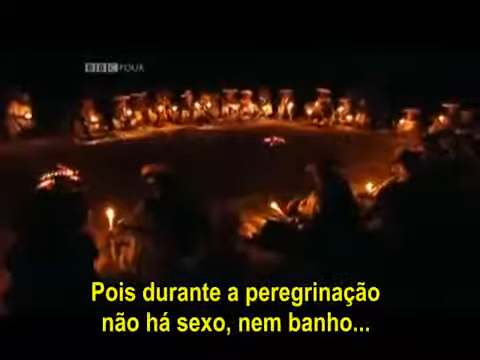 BBC FOUR
Pois durante a peregrinação
não há sexo, nem banho...